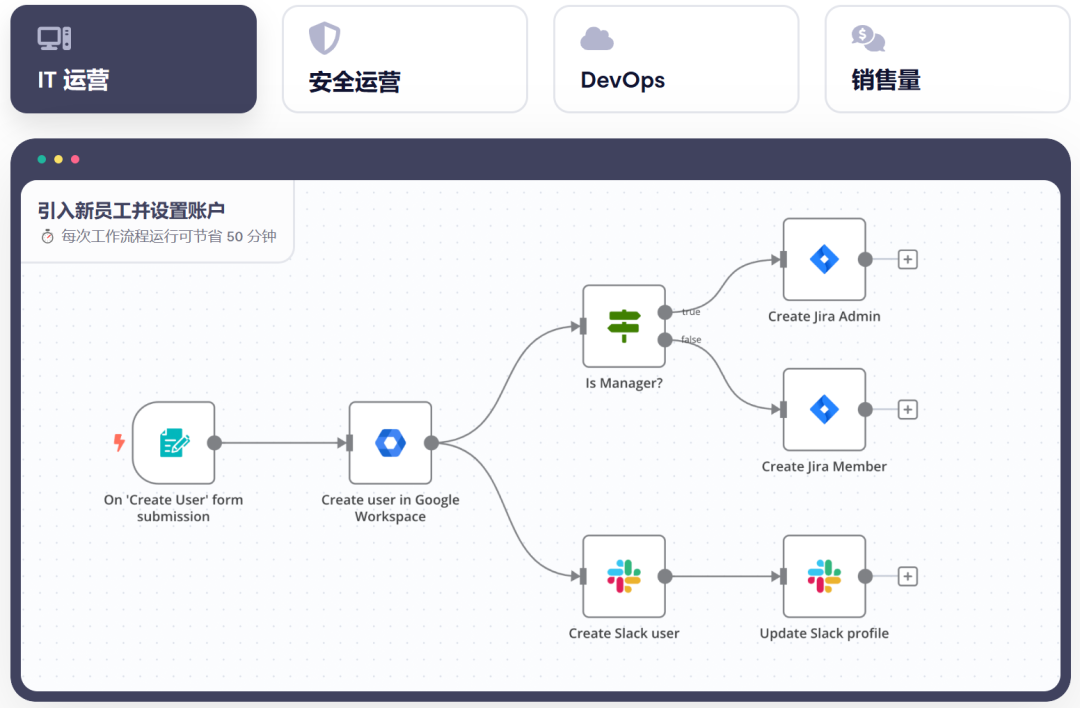 IT 运营
安全运营
DevOps
销售量
引入新员工并设置账户
每次工作流程运行可节省 50 分钟
true
Create Jira Admin
false
Is Manager?
Create Jira Member
On 'Create User' form
submission
Create user in Google
Workspace
Create Slack user
Update Slack profile